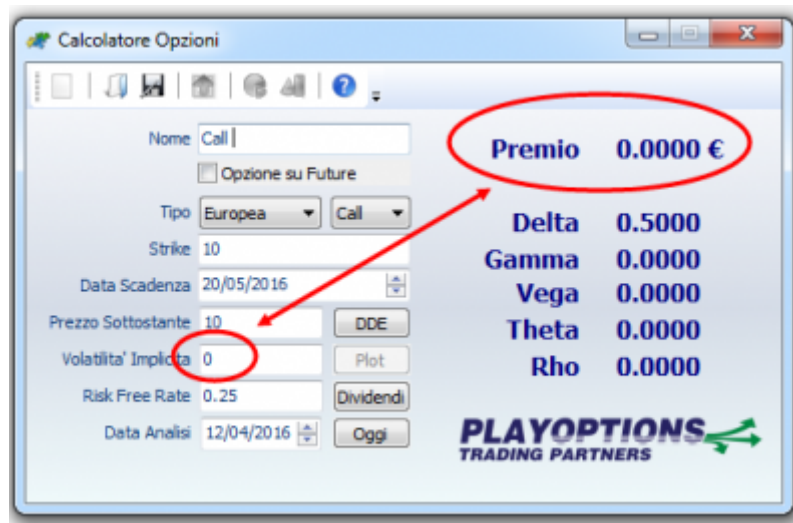 Calcolatore Opzioni
Nome Call
Opzione su Future
Tipo Europea Call
Strike 10
Data Scadenza 20/05/2016
Prezzo Sottostante 10 DDE
Volatilita' Implicita 0 Plot
Risk Free Rate 0.25 Dividendi
Data Analisi 12/04/2016 Oggi
Premio 0.0000 €
Delta 0.5000
Gamma 0.0000
Vega 0.0000
Theta 0.0000
Rho 0.0000
PLAYOPTIONS
TRADING PARTNERS